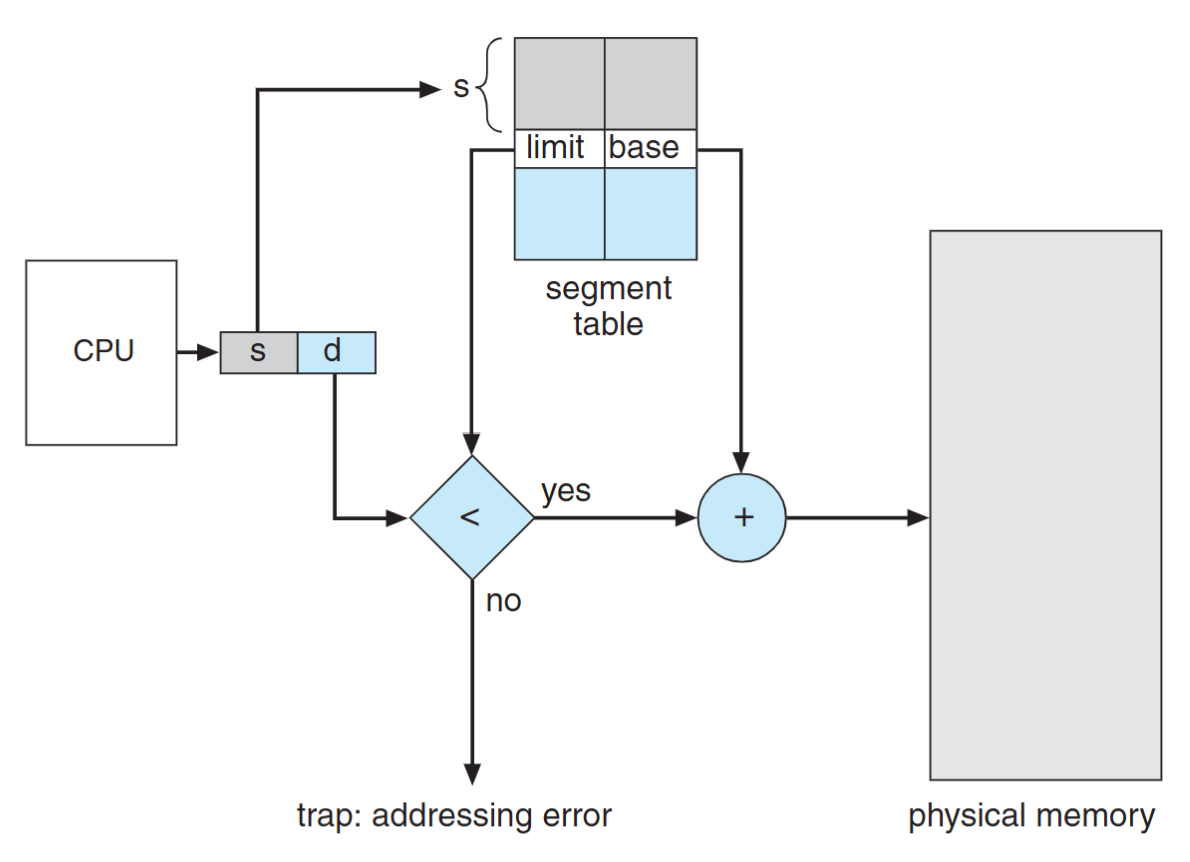 s
limit base
segment
table
CPU
s d
yes
< +
no
trap: addressing error
physical memory